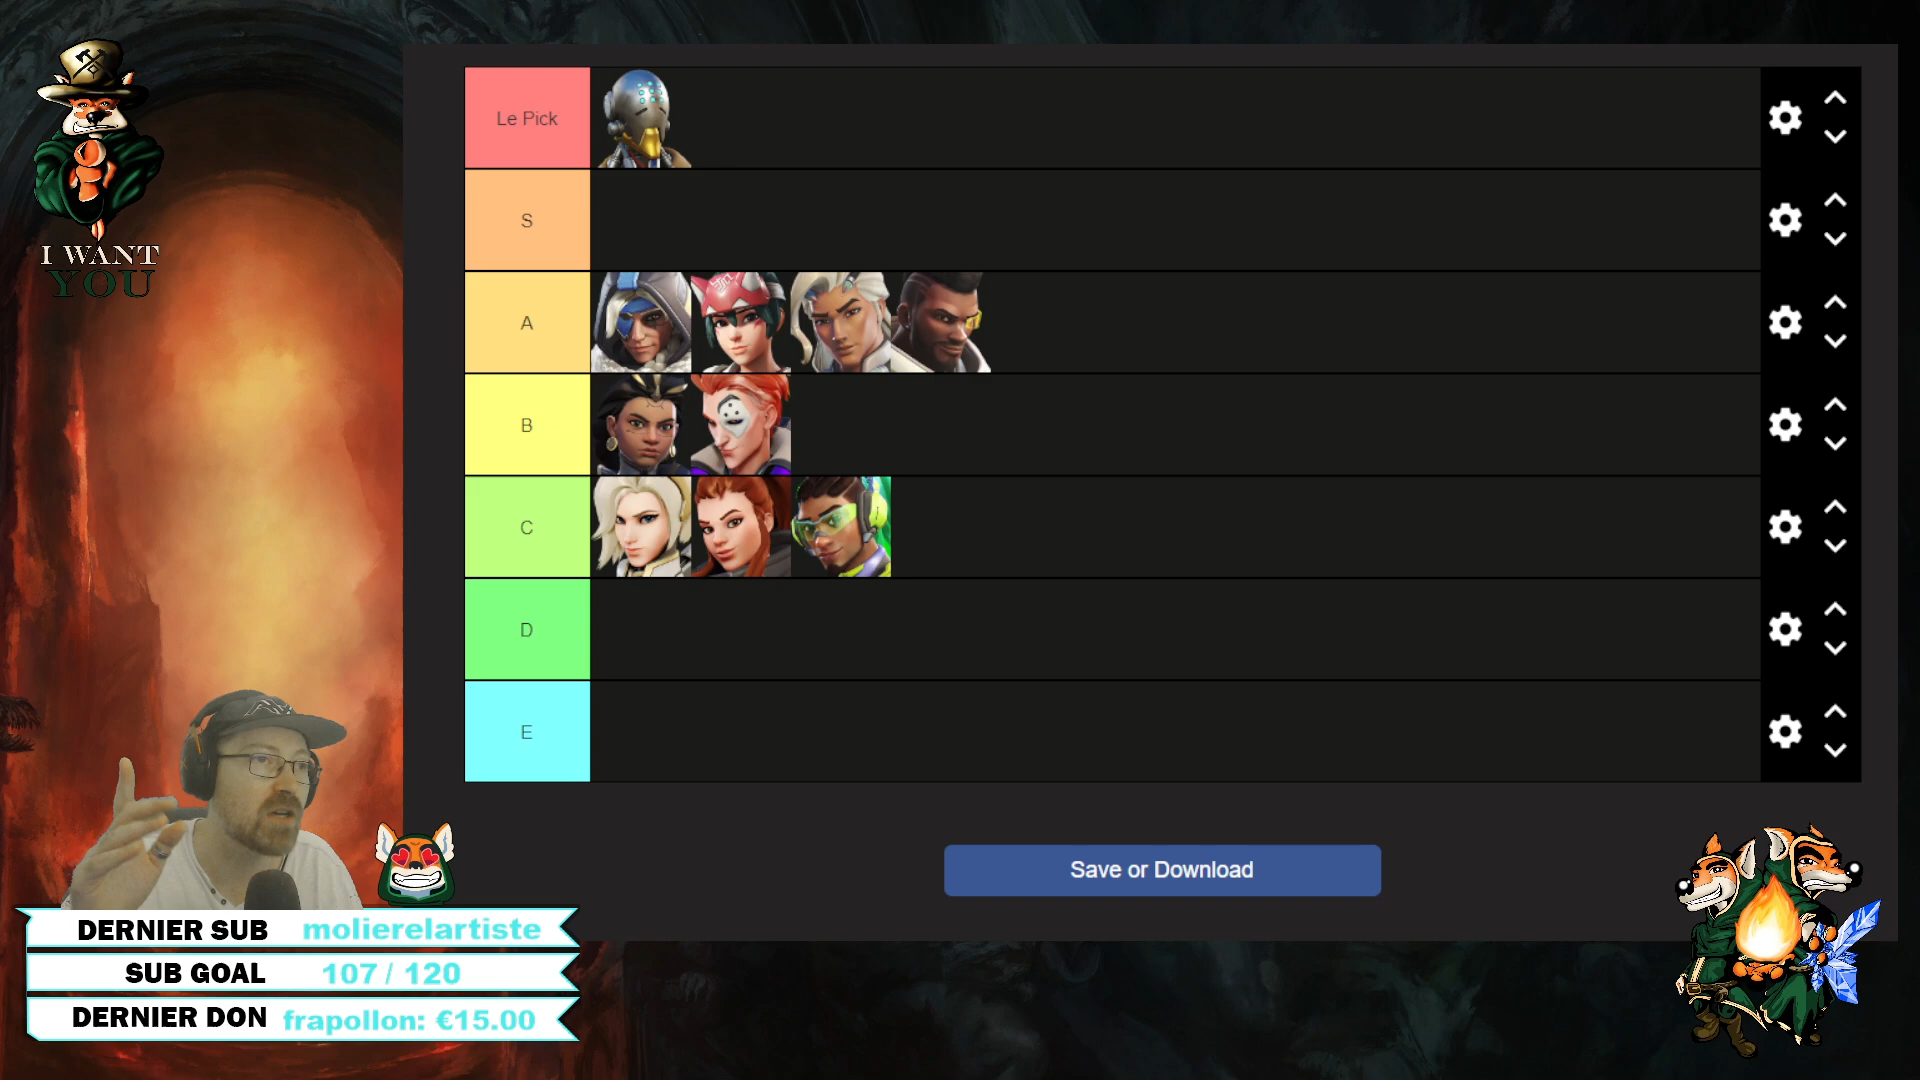 I WANT
YOU
Le Pick
S
A
B
C
D
E
Save or Download
DERNIER SUB molierelartiste
SUB GOAL 107 / 120
DERNIER DON frapollon: €15.00